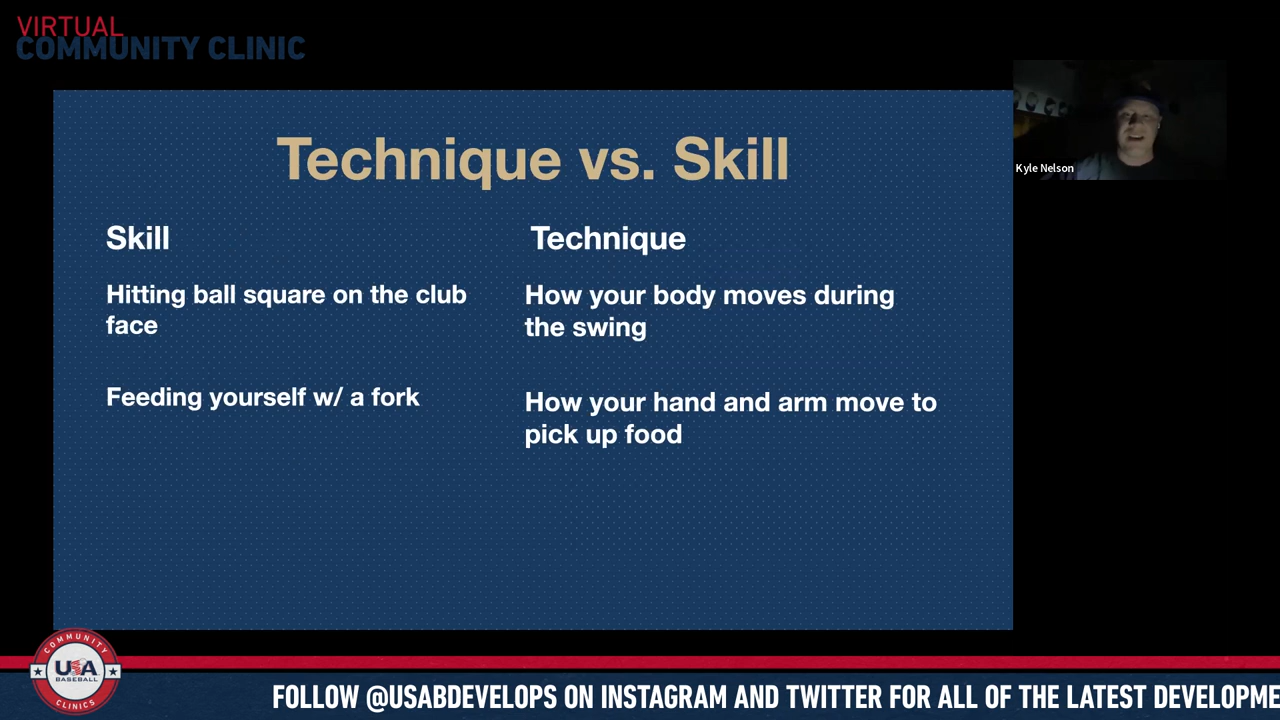 VIRTUAL
COMMUNITY CLINIC
Technique vs. Skill
Skill
Technique
Hitting ball square on the club
face
How your body moves during
the swing
Feeding yourself w/ a fork
How your hand and arm move to
pick up food
Kyle Nelson
COMMUNITY
USA
BASEBALL
CLINICS
FOLLOW @USABDEVELOPS ON INSTAGRAM AND TWITTER FOR ALL OF THE LATEST DEVELOPME